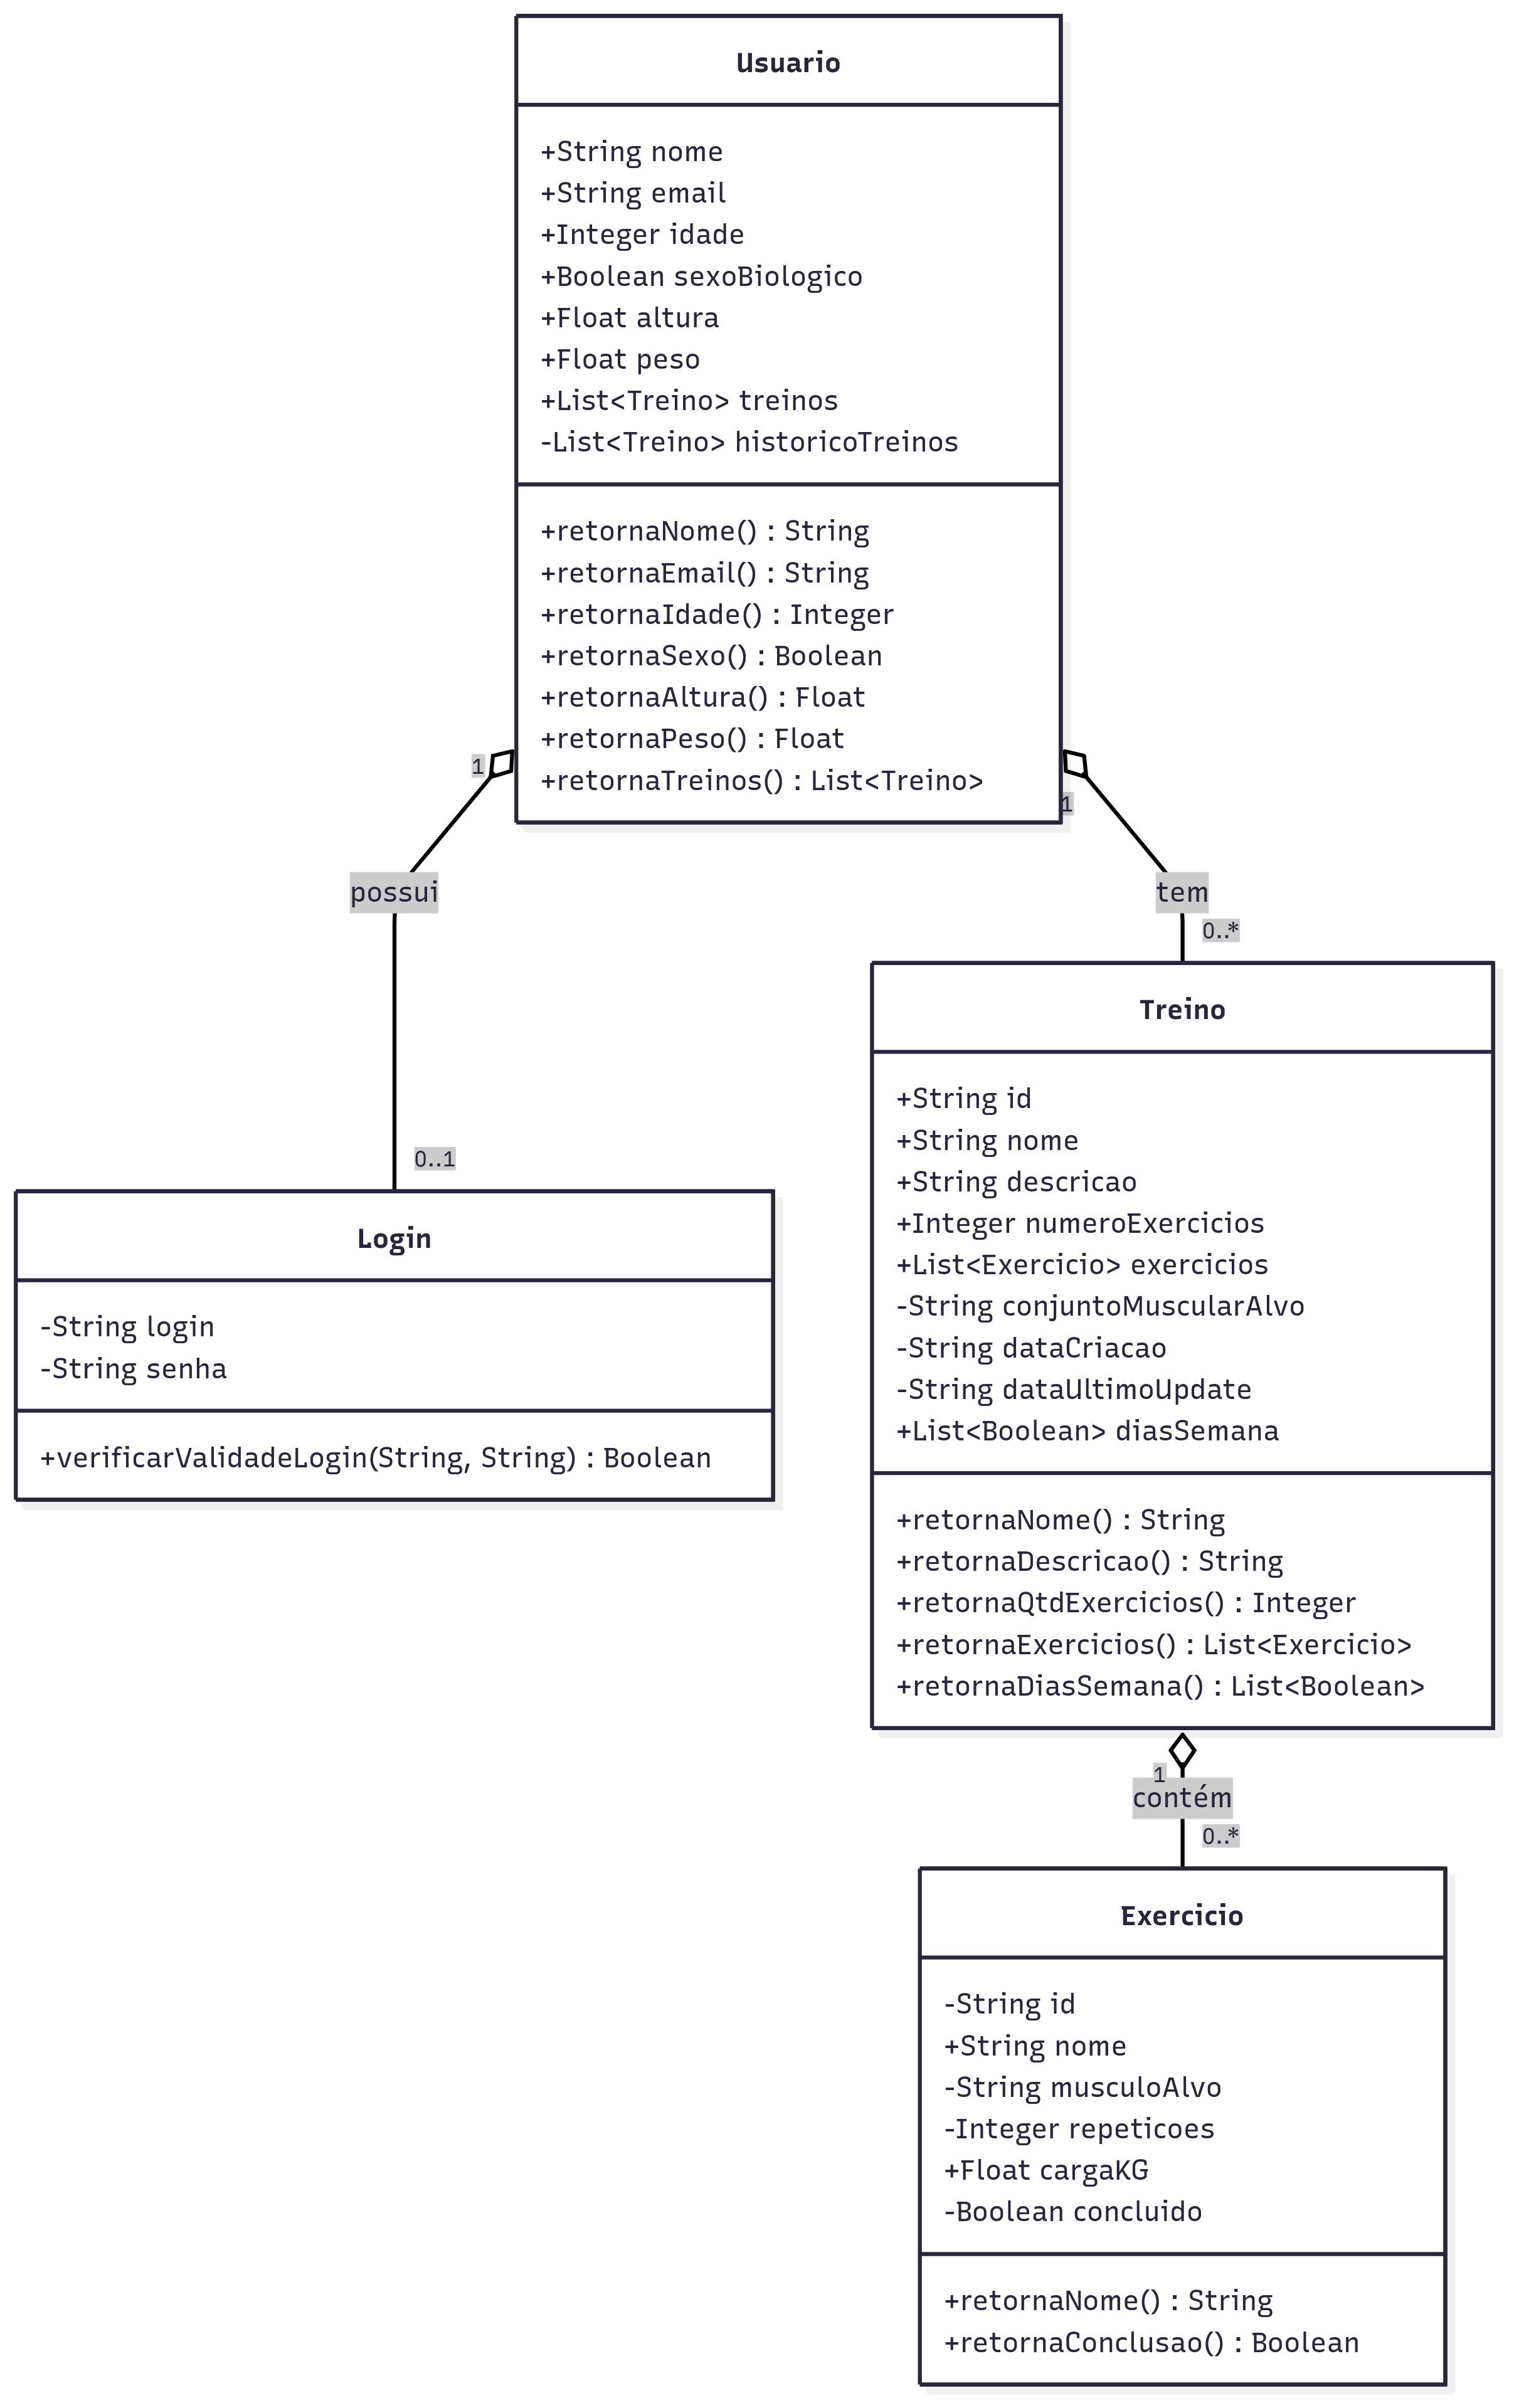 Usuario
+String nome
+String email
+Integer idade
+Boolean sexoBiologico
+Float altura
+Float peso
+List<Treino> treinos
-List<Treino> historicoTreinos
+retornaNome() : String
+retornaEmail() : String
+retornaIdade() : Integer
+retornaSexo() : Boolean
+retornaAltura() : Float
+retornaPeso() : Float
+retornaTreinos() : List<Treino>
1
1
possui
tem
0..*
0..1
Login
-String login
-String senha
+verificarValidadeLogin(String, String) : Boolean
Treino
+String id
+String nome
+String descricao
+Integer numeroExercicios
+List<Exercicio> exercicios
-String conjuntoMuscularAlvo
-String dataCriacao
-String dataUltimoUpdate
+List<Boolean> diasSemana
+retornaNome() : String
+retornaDescricao() : String
+retornaQtdExercicios() : Integer
+retornaExercicios() : List<Exercicio>
+retornaDiasSemana() : List<Boolean>
1
contém
0..*
Exercicio
-String id
+String nome
-String musculoAlvo
-Integer repeticoes
+Float cargaKG
-Boolean concluido
+retornaNome() : String
+retornaConclusao() : Boolean